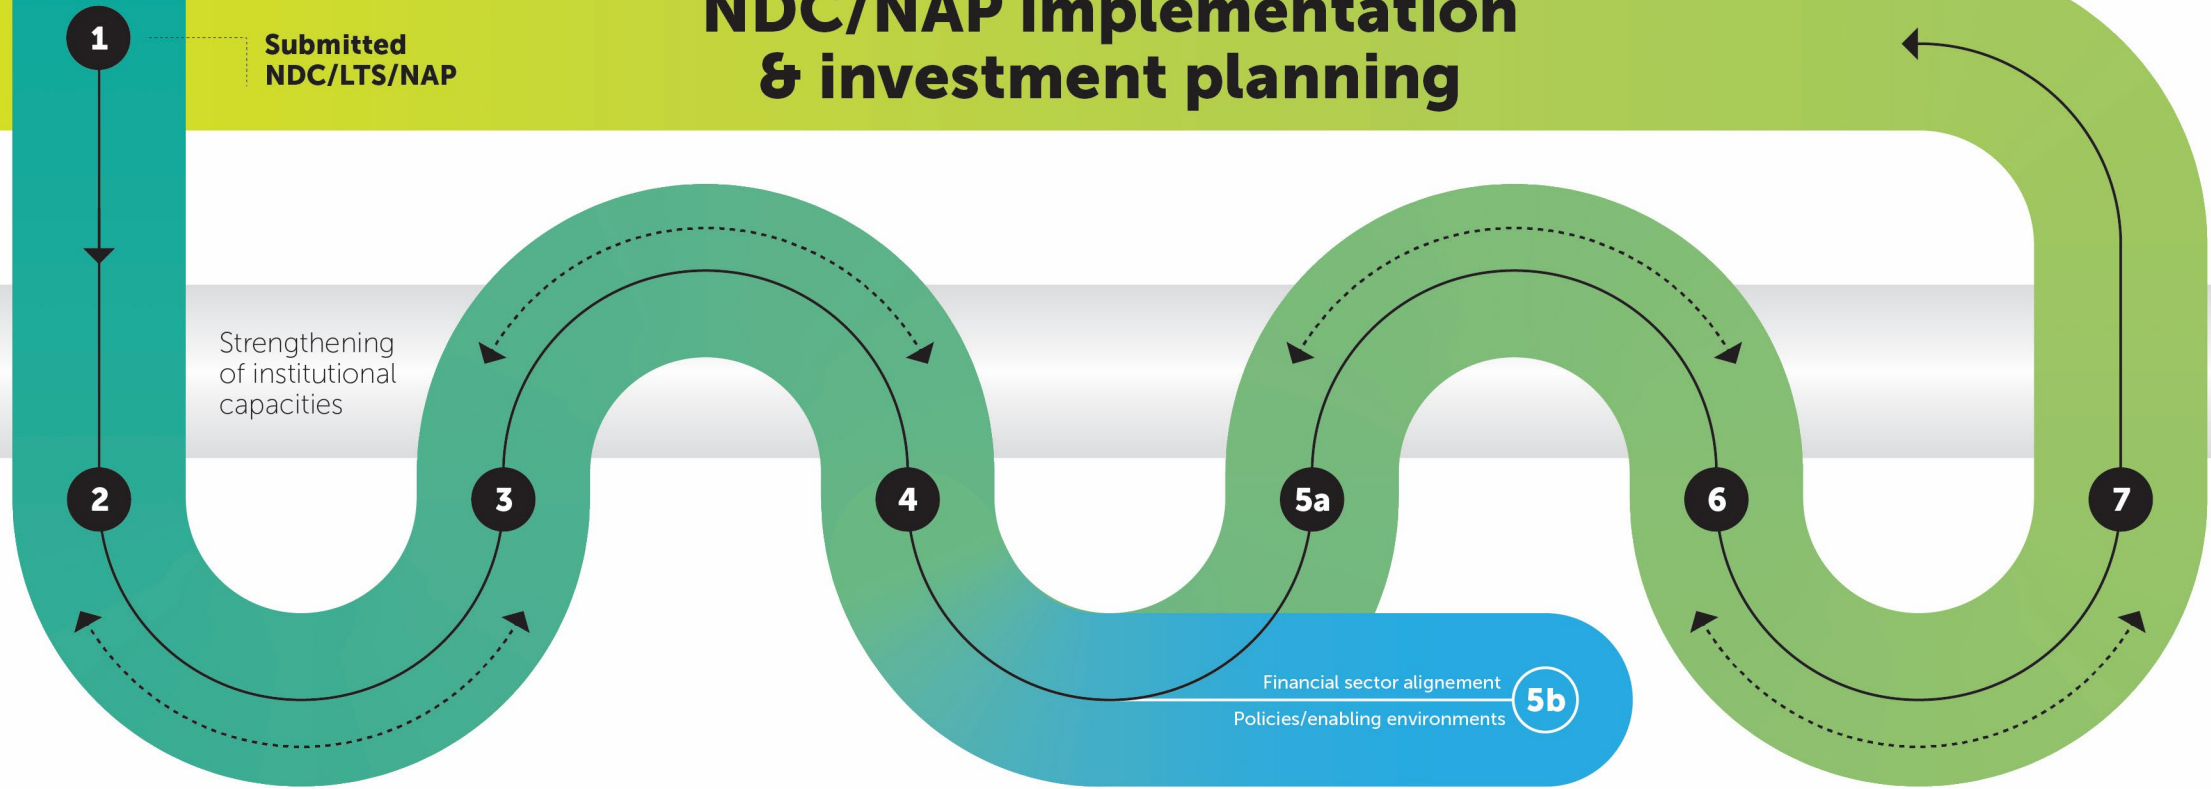 NDC/NAP implementation
& investment planning
1
Submitted
NDC/LTS/NAP
Strengthening
of institutional
capacities
2
3
4
5a
6
7
Financial sector alignement
Policies/enabling environments
5b